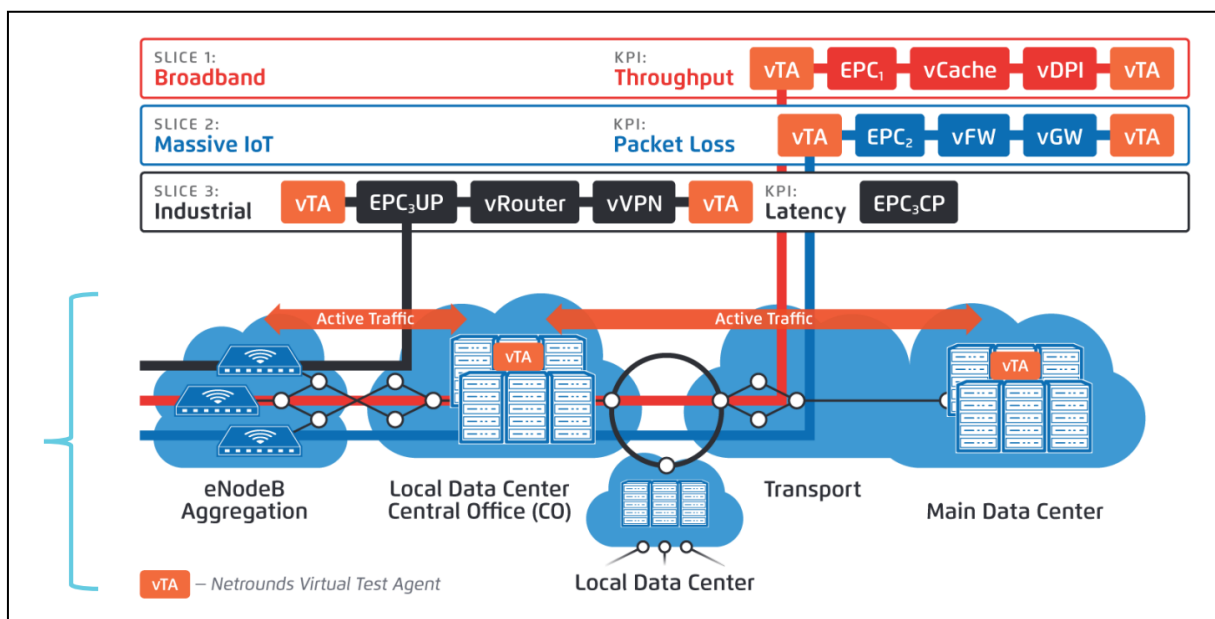 SLICE 1:
Broadband
KPI:
Throughput
vTA
EPC₁
vCache
vDPI
vTA
SLICE 2:
Massive IoT
KPI:
Packet Loss
vTA
EPC₂
vFW
vGW
vTA
SLICE 3:
Industrial
vTA
EPC₃UP
vRouter
vVPN
vTA
KPI:
Latency
EPC₃CP
Active Traffic
Active Traffic
vTA
vTA
eNodeB
Aggregation
Local Data Center
Central Office (CO)
Transport
Main Data Center
Local Data Center
vTA – Netrounds Virtual Test Agent